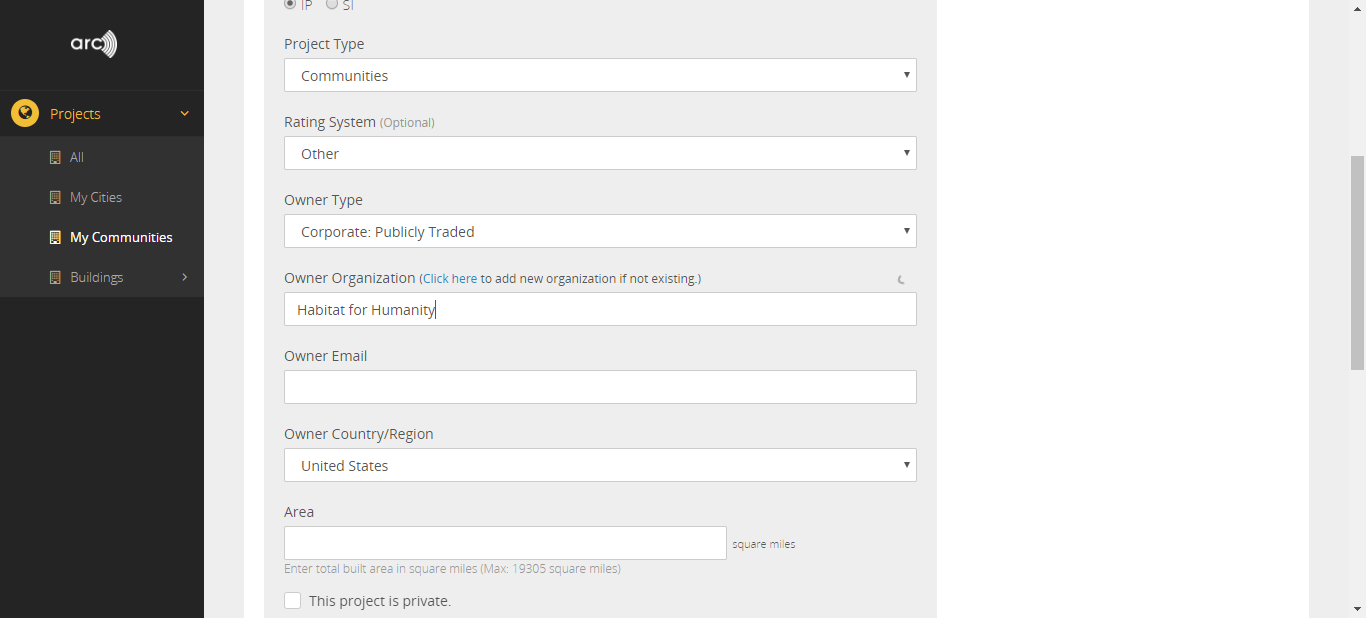 arc
Projects
All
My Cities
My Communities
Buildings
IP SI
Project Type
Communities
Rating System (Optional)
Other
Owner Type
Corporate: Publicly Traded
Owner Organization (Click here to add new organization if not existing.)
Habitat for Humanity
Owner Email
Owner Country/Region
United States
Area
square miles
Enter total built area in square miles (Max: 19305 square miles)
This project is private.